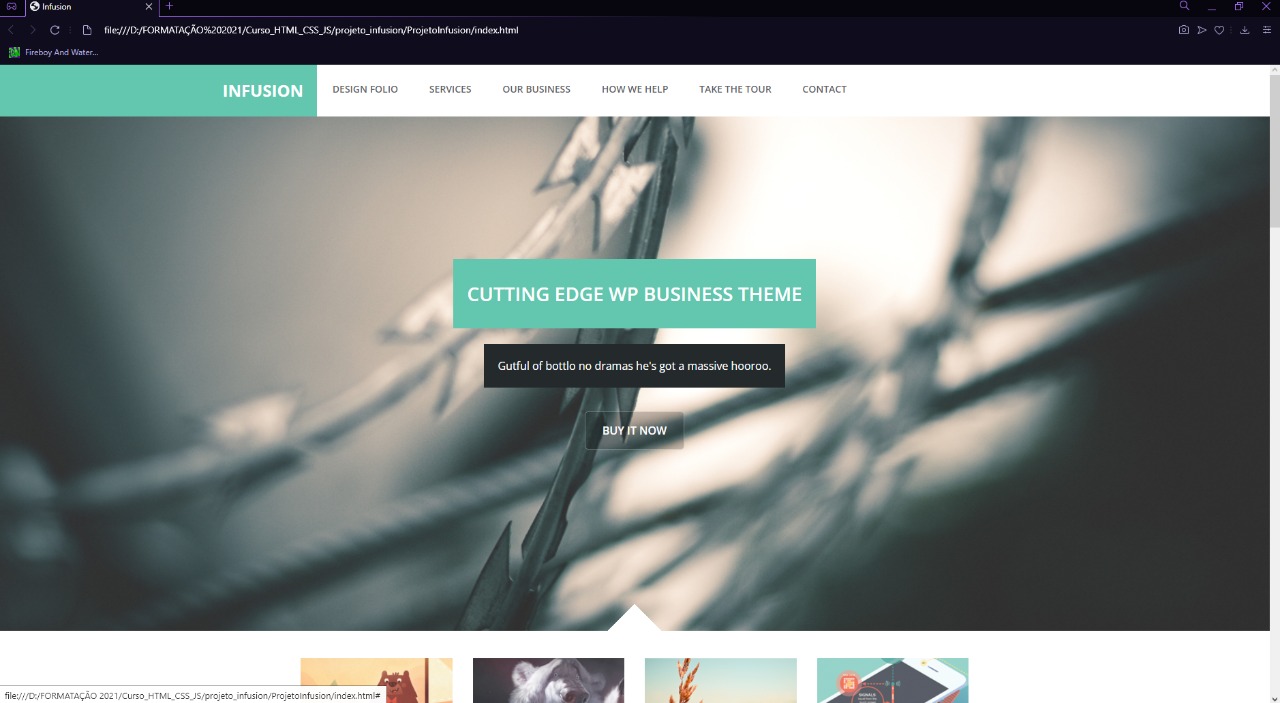 Infusion
file:///D:/FORMATAÇÃO%202021/Curso_HTML_CSS_JS/projeto_infusion/ProjetoInfusion/index.html
Fireboy And Water...
INFUSION DESIGN FOLIO SERVICES OUR BUSINESS HOW WE HELP TAKE THE TOUR CONTACT
CUTTING EDGE WP BUSINESS THEME
Gutful of bottlo no dramas he's got a massive hooroo.
BUY IT NOW
file:///D:/FORMATAÇÃO 2021/Curso_HTML_CSS_JS/projeto_infusion/ProjetoInfusion/index.html#